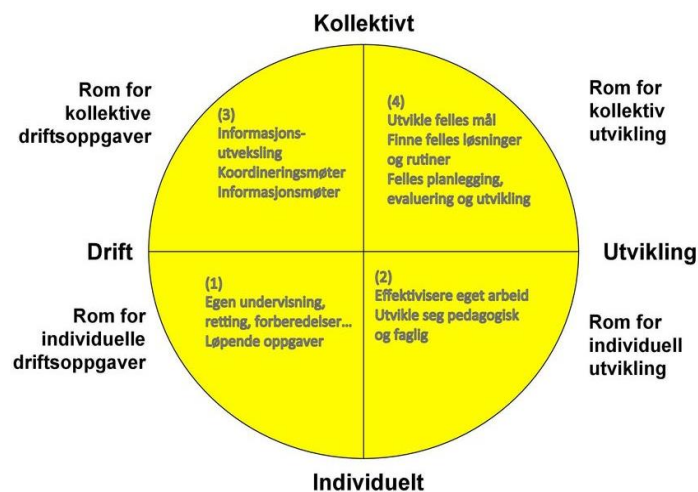 Kollektivt
Rom for
kollektive
driftsoppgaver
(3)
Informasjons-
utveksling
Koordineringsmøter
Informasjonsmøter
(4)
Utvikle felles mål
Finne felles løsninger
og rutiner
Felles planlegging,
evaluering og utvikling
Rom for
kollektiv
utvikling
Drift
Utvikling
Rom for
individuelle
driftsoppgaver
(1)
Egen undervisning,
retting, forberedelser...
Løpende oppgaver
(2)
Effektivisere eget arbeid
Utvikle seg pedagogisk
og faglig
Rom for
individuell
utvikling
Individuelt